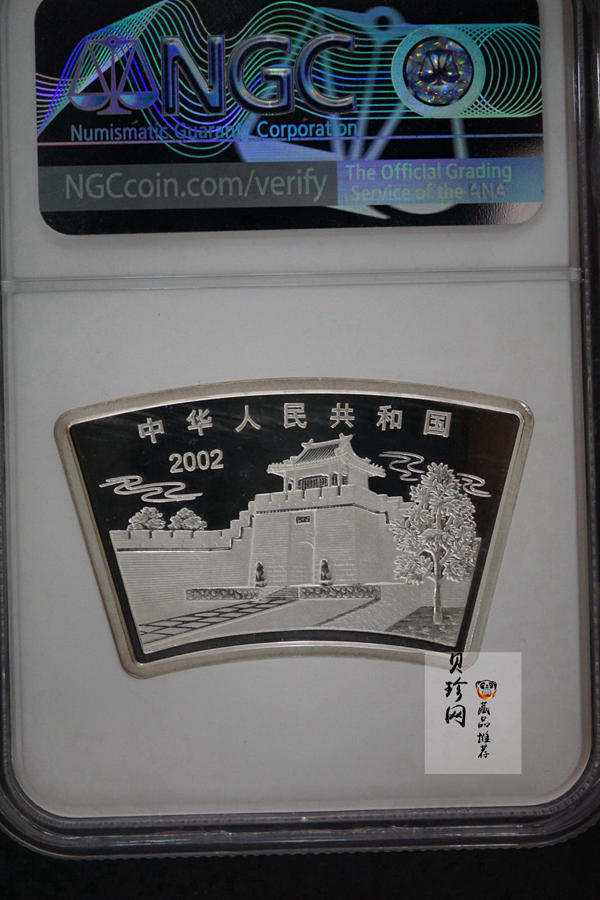 NGC
Numismatic Guaranty Corporation
NGCcoin.com/verify
The Official Grading
Service of the ANA
中华人民共和国
2002
贝珍网
藏品推荐